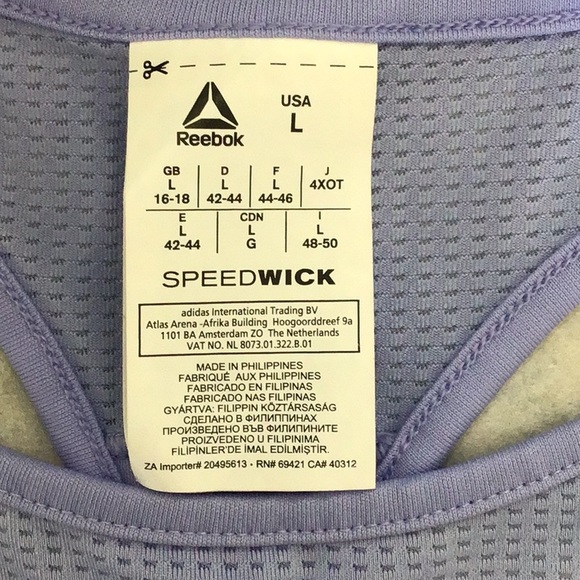 Reebok
USA
L
GB D F J
L L L 4XOT
16-18 42-44 44-46
E CDN I
L L L
42-44 G 48-50
SPEEDWICK
adidas International Trading BV
Atlas Arena -Afrika Building Hoogoorddreef 9a
1101 BA Amsterdam ZO The Netherlands
VAT NO. NL 8073.01.322.B.01
MADE IN PHILIPPINES
FABRIQUÉ AUX PHILIPPINES
FABRICADO EN FILIPINAS
FABRICADO NAS FILIPINAS
GYÁRTVA: FILIPPIN KÖZTÁRSASÁG
СДЕЛАНО В ФИЛИППИНАХ
ПРОИЗВЕДЕНО ВЪВ ФИЛИПИНИТЕ
PROIZVEDENO U FILIPINIMA
FİLİPİNLER'DE IMAL EDİLMİŞTİR.
ZA Importer# 20495613 · RN# 69421 CA# 40312